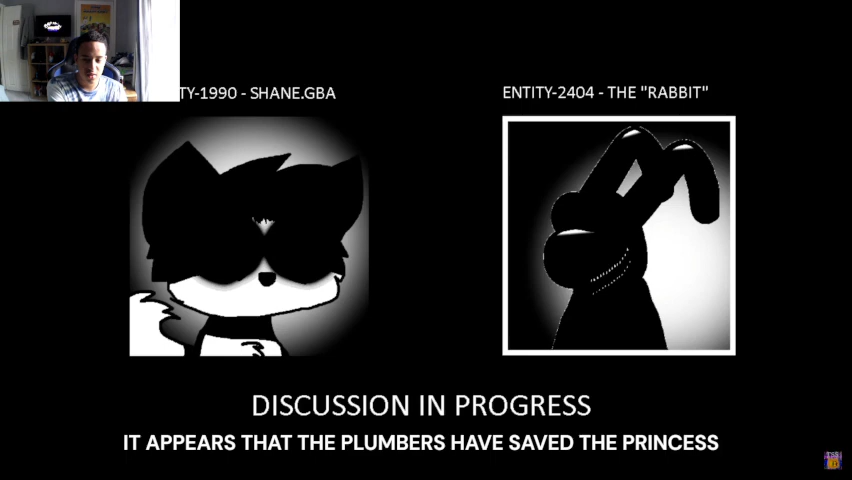 TY-1990 - SHANE.GBA
ENTITY-2404 - THE "RABBIT"
DISCUSSION IN PROGRESS
IT APPEARS THAT THE PLUMBERS HAVE SAVED THE PRINCESS